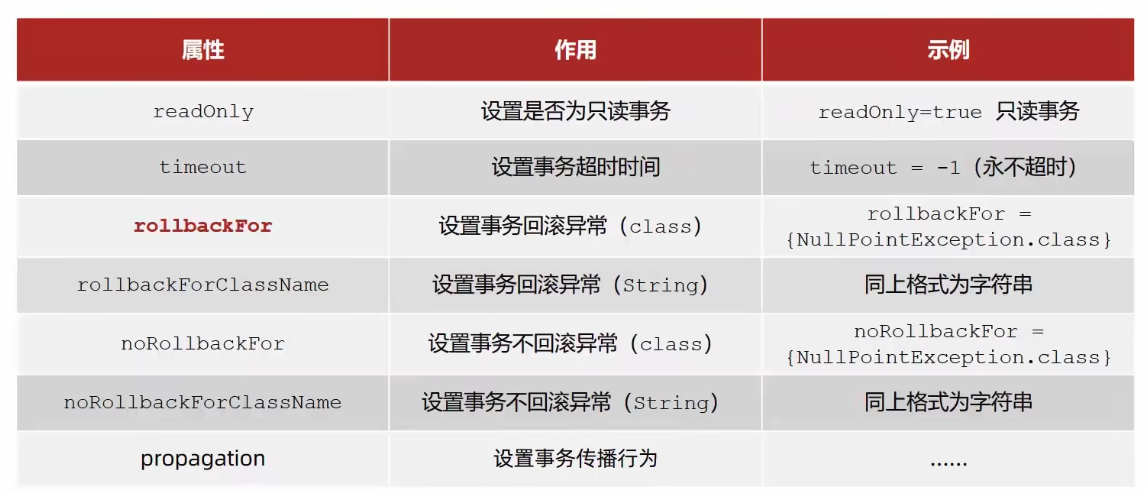 属性 作用 示例
readOnly 设置是否为只读事务 readOnly=true 只读事务
timeout 设置事务超时时间 timeout = -1（永不超时）
rollbackFor 设置事务回滚异常（class） rollbackFor =
{NullPointException.class}
rollbackForClassName 设置事务回滚异常（String） 同上格式为字符串
noRollbackFor 设置事务不回滚异常（class） noRollbackFor =
{NullPointException.class}
noRollbackForClassName 设置事务不回滚异常（String） 同上格式为字符串
propagation 设置事务传播行为 ……